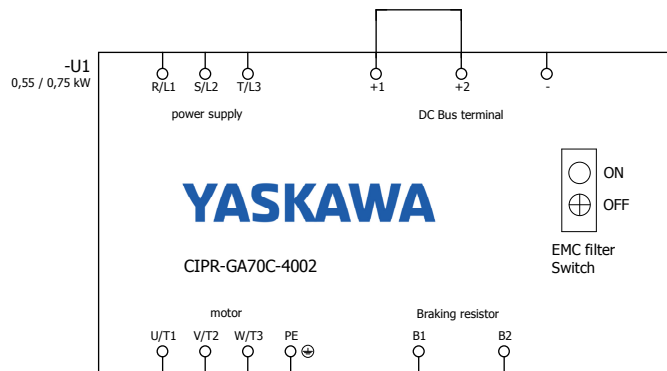 -U1
0,55 / 0,75 kW
R/L1 S/L2 T/L3 +1 +2 -
power supply DC Bus terminal
ON
OFF
YASKAWA
EMC filter
Switch
CIPR-GA70C-4002
motor Braking resistor
U/T1 V/T2 W/T3 PE B1 B2